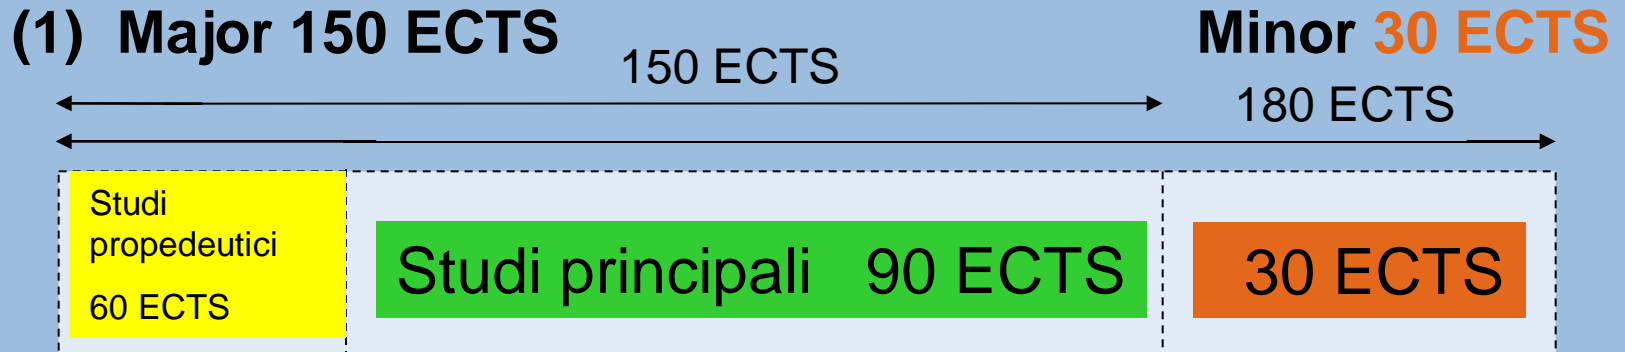 (1) Major 150 ECTS
Minor 30 ECTS
150 ECTS
180 ECTS
Studi
propedeutici
60 ECTS
Studi principali 90 ECTS
30 ECTS